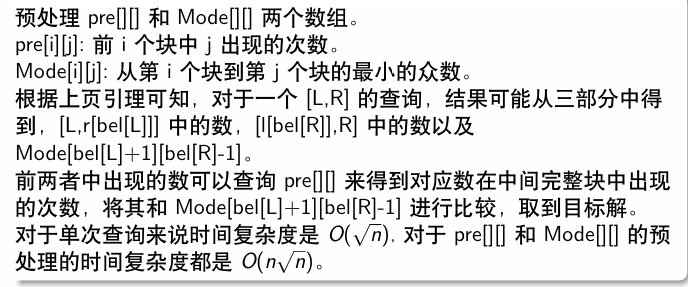 预处理 pre[][] 和 Mode[][] 两个数组。
pre[i][j]: 前 i 个块中 j 出现的次数。
Mode[i][j]: 从第 i 个块到第 j 个块的最小的众数。
根据上页引理可知，对于一个 [L,R] 的查询，结果可能从三部分中得
到，[L,r[bel[L]]] 中的数，[l[bel[R]],R] 中的数以及
Mode[bel[L]+1][bel[R]-1]。
前两者中出现的数可以查询 pre[][] 来得到对应数在中间完整块中出现
的次数，将其和 Mode[bel[L]+1][bel[R]-1] 进行比较，取到目标解。
对于单次查询来说时间复杂度是 O(√n), 对于 pre[][] 和 Mode[][] 的预
处理的时间复杂度都是 O(n√n)。